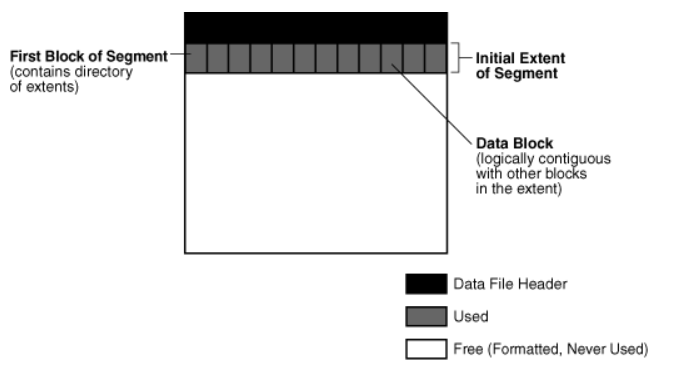 First Block of Segment
(contains directory
of extents)
Initial Extent
of Segment
Data Block
(logically contiguous
with other blocks
in the extent)
Data File Header
Used
Free (Formatted, Never Used)